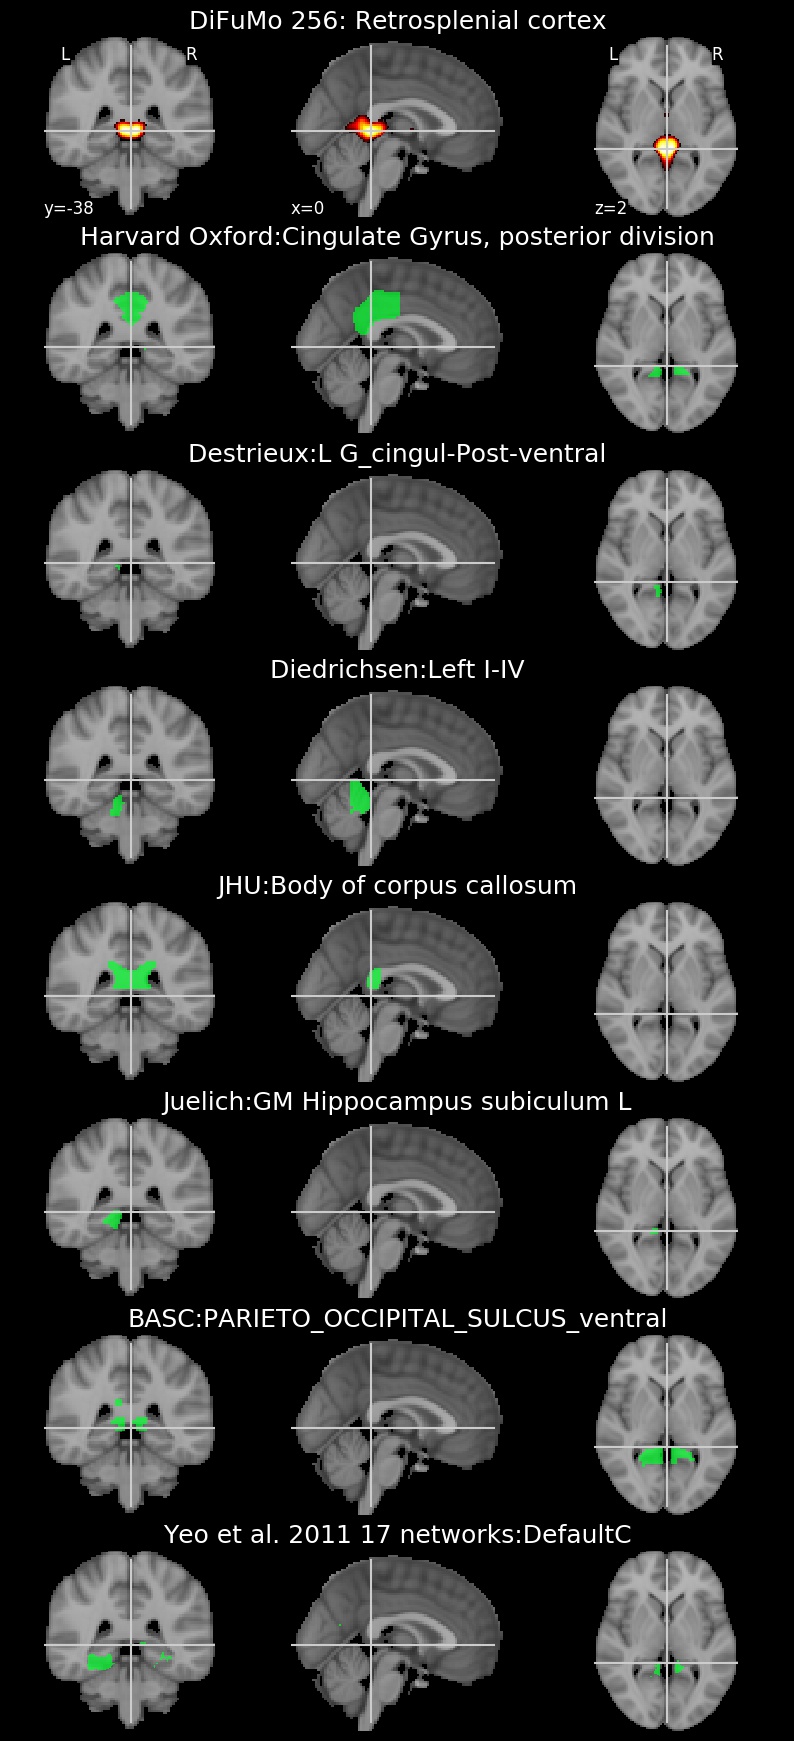 DiFuMo 256: Retrosplenial cortex
L R L R
y=-38 x=0 z=2
Harvard Oxford:Cingulate Gyrus, posterior division
Destrieux:L G_cingul-Post-ventral
Diedrichsen:Left I-IV
JHU:Body of corpus callosum
Juelich:GM Hippocampus subiculum L
BASC:PARIETO_OCCIPITAL_SULCUS_ventral
Yeo et al. 2011 17 networks:DefaultC